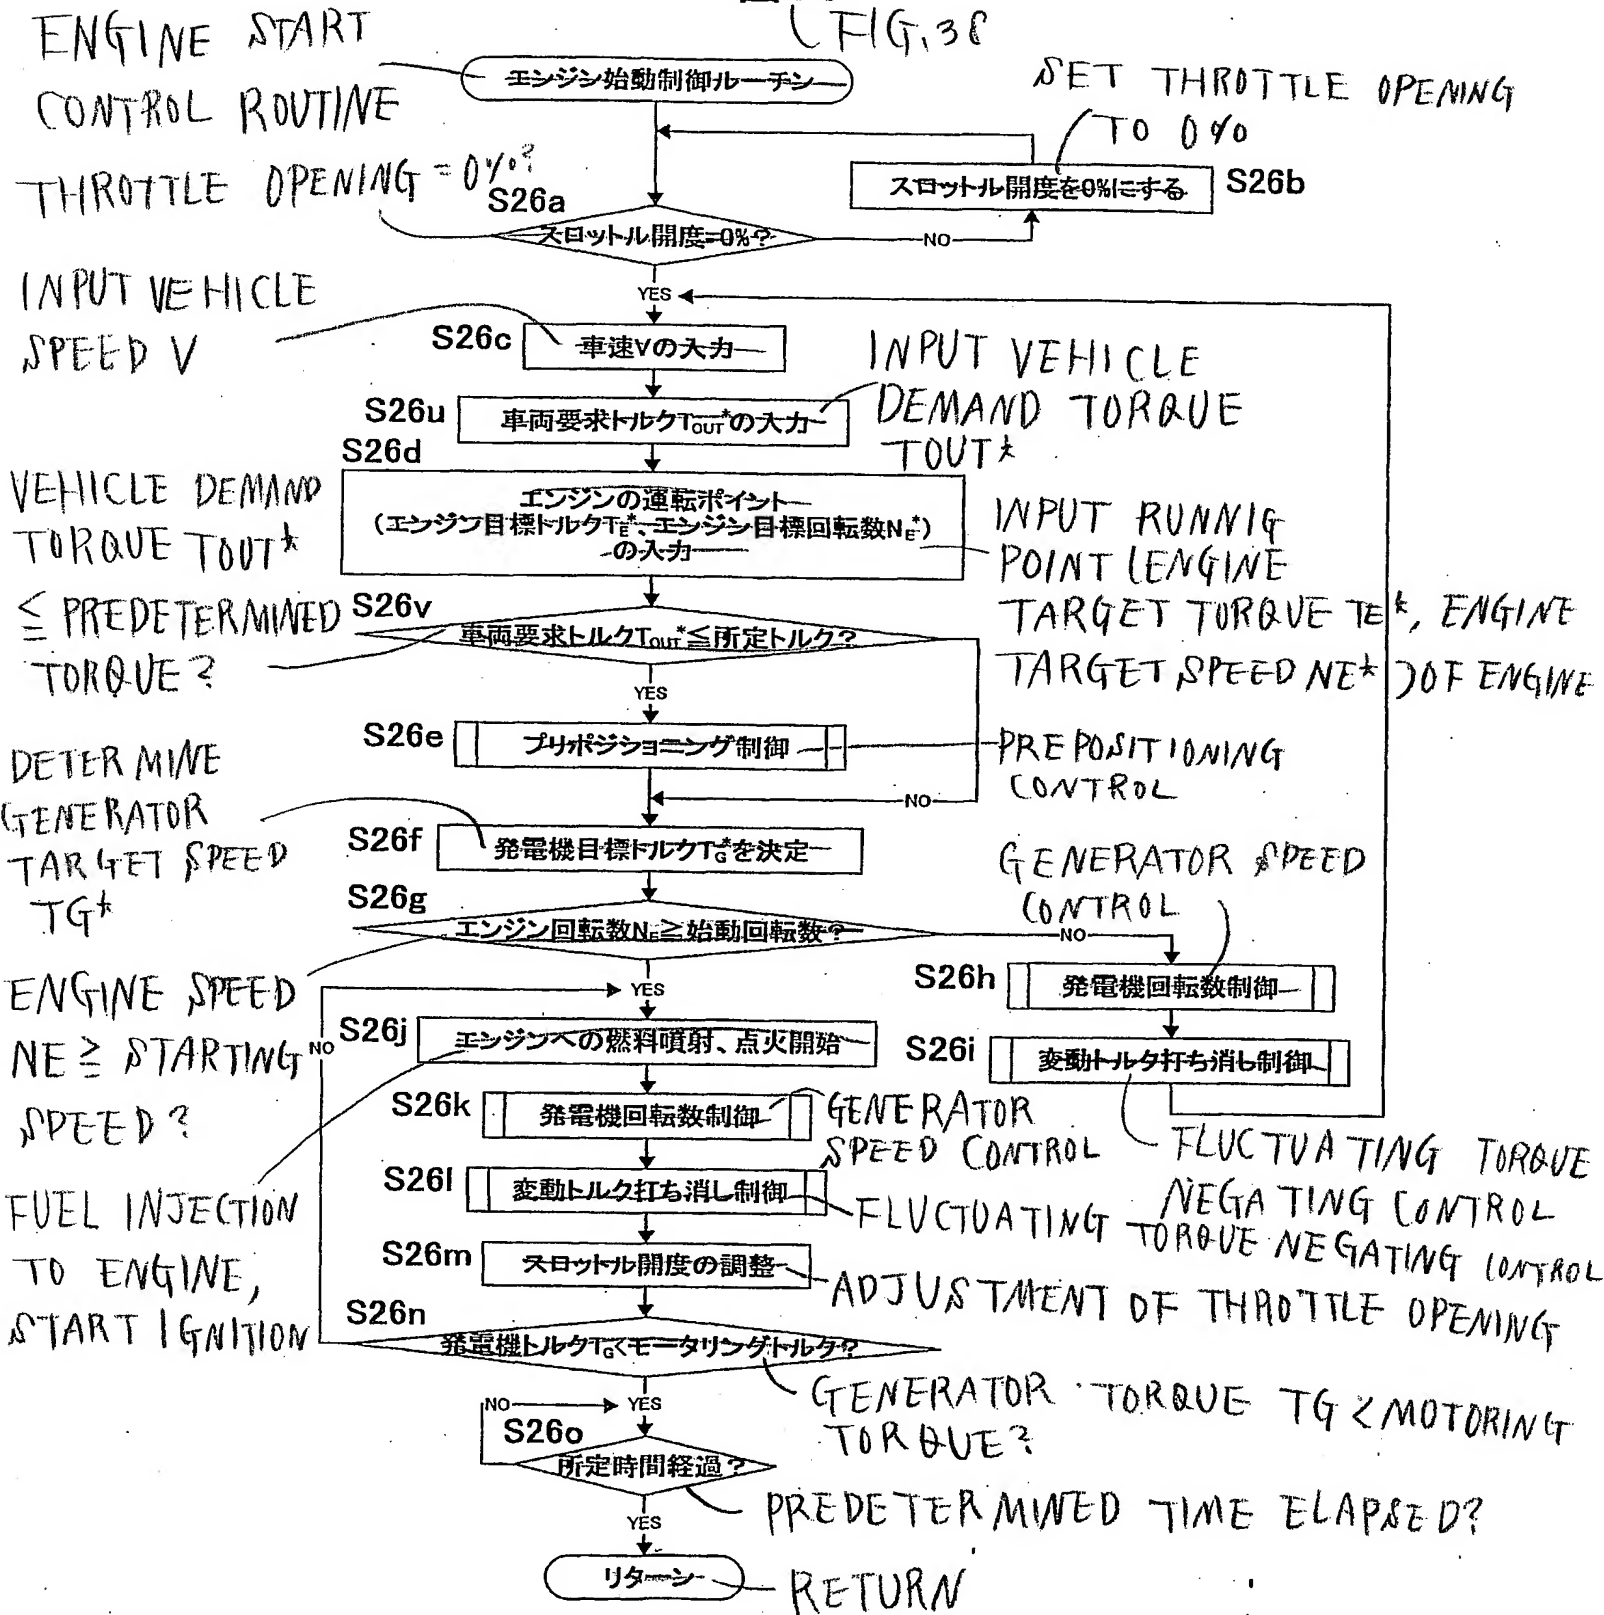 FIG. 38
ENGINE START
CONTROL ROUTINE
エンジン始動制御ルーチン
SET THROTTLE OPENING
TO 0%
THROTTLE OPENING = 0%?
S26a
スロットル開度=0%?
NO
スロットル開度を0%にする
S26b
YES
INPUT VEHICLE
SPEED V
S26c
車速Vの入力
INPUT VEHICLE
DEMAND TORQUE
TOUT*
S26u
車両要求トルクTOUT*の入力
S26d
エンジンの運転ポイント
(エンジン目標トルクTE*、エンジン目標回転数NE*)
の入力
INPUT RUNNIG
POINT (ENGINE
TARGET TORQUE TE*, ENGINE
TARGET SPEED NE*) OF ENGINE
VEHICLE DEMAND
TORQUE TOUT*
≦ PREDETERMINED
TORQUE?
S26v
車両要求トルクTOUT*≦所定トルク?
YES
S26e
プリポジショニング制御
PREPOSITIONING
CONTROL
NO
DETERMINE
GENERATOR
TARGET SPEED
TG*
S26f
発電機目標トルクTG*を決定
S26g
エンジン回転数NE≧始動回転数?
NO
GENERATOR SPEED
CONTROL
S26h
発電機回転数制御
S26i
変動トルク打ち消し制御
FLUCTUATING TORQUE
NEGATING CONTROL
ENGINE SPEED
NE ≧ STARTING
SPEED?
YES
NO
S26j
エンジンへの燃料噴射、点火開始
FUEL INJECTION
TO ENGINE,
START IGNITION
S26k
発電機回転数制御
GENERATOR
SPEED CONTROL
S26l
変動トルク打ち消し制御
FLUCTUATING TORQUE NEGATING CONTROL
S26m
スロットル開度の調整
ADJUSTMENT OF THROTTLE OPENING
S26n
発電機トルクTG<モータリングトルク?
GENERATOR TORQUE TG < MOTORING
TORQUE?
NO
YES
S26o
所定時間経過?
PREDETERMINED TIME ELAPSED?
YES
リターン
RETURN